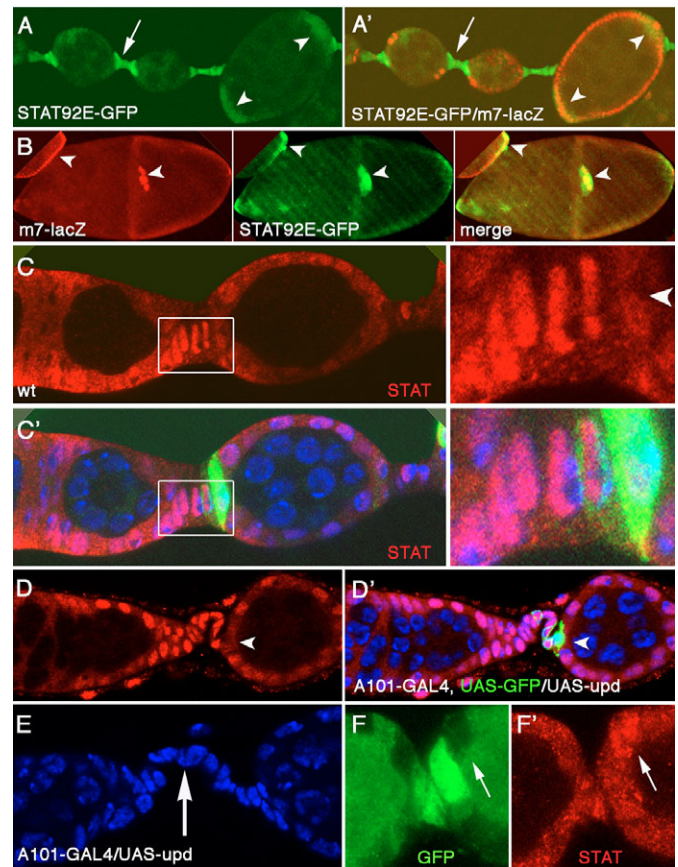 A
STAT92E-GFP
A'
STAT92E-GFP/m7-lacZ
B
m7-lacZ
STAT92E-GFP
merge
C
wt
STAT
C'
STAT
D
D'
A101-GAL4, UAS-GFP/UAS-upd
E
A101-GAL4/UAS-upd
F
GFP
F'
STAT